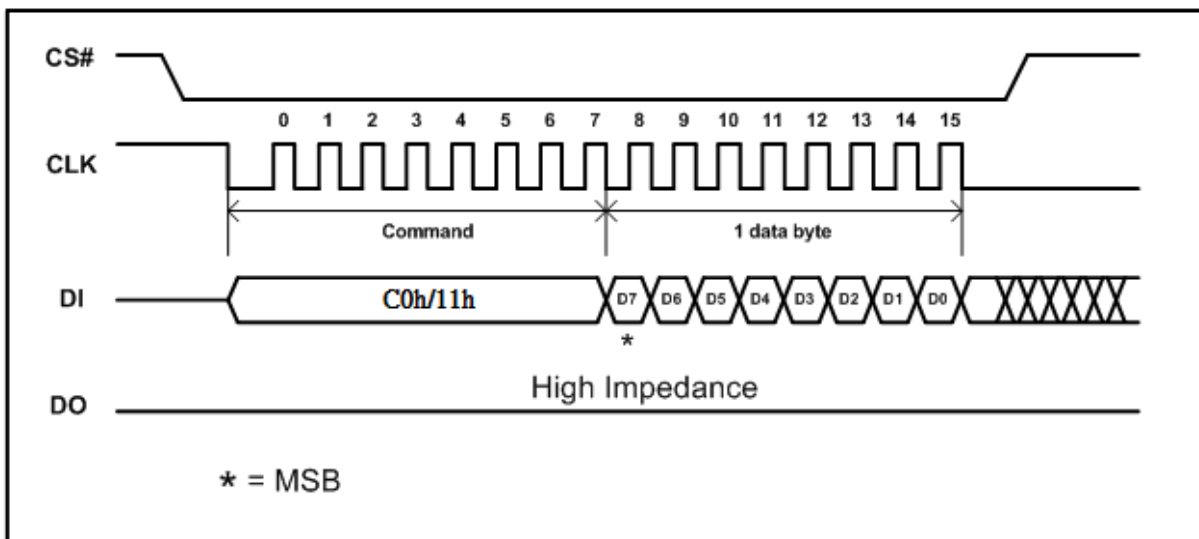 CS#
0 1 2 3 4 5 6 7 8 9 10 11 12 13 14 15
CLK
Command 1 data byte
DI C0h/11h D7 D6 D5 D4 D3 D2 D1 D0
*
High Impedance
DO
* = MSB